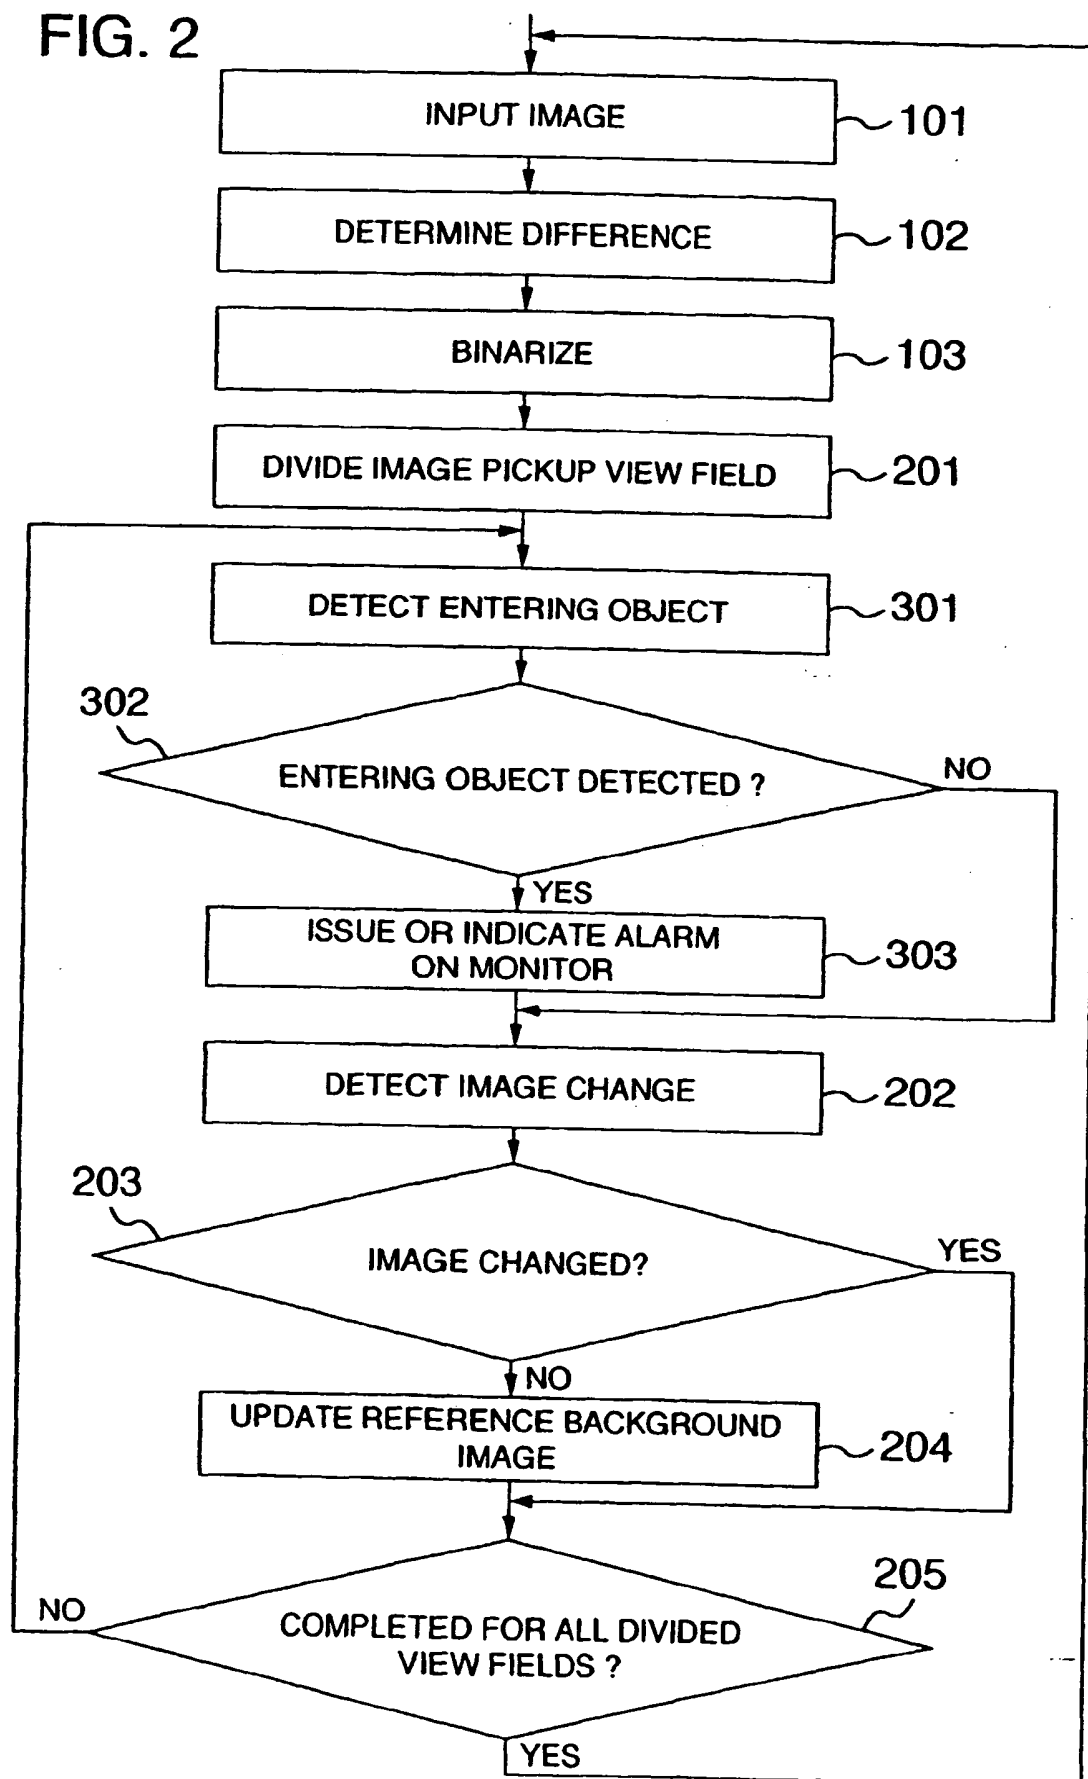 FIG. 2
INPUT IMAGE
101
DETERMINE DIFFERENCE
102
BINARIZE
103
DIVIDE IMAGE PICKUP VIEW FIELD
201
DETECT ENTERING OBJECT
301
302
ENTERING OBJECT DETECTED ?
NO
YES
ISSUE OR INDICATE ALARM
ON MONITOR
303
DETECT IMAGE CHANGE
202
203
IMAGE CHANGED?
YES
NO
UPDATE REFERENCE BACKGROUND
IMAGE
204
205
NO
COMPLETED FOR ALL DIVIDED
VIEW FIELDS ?
YES